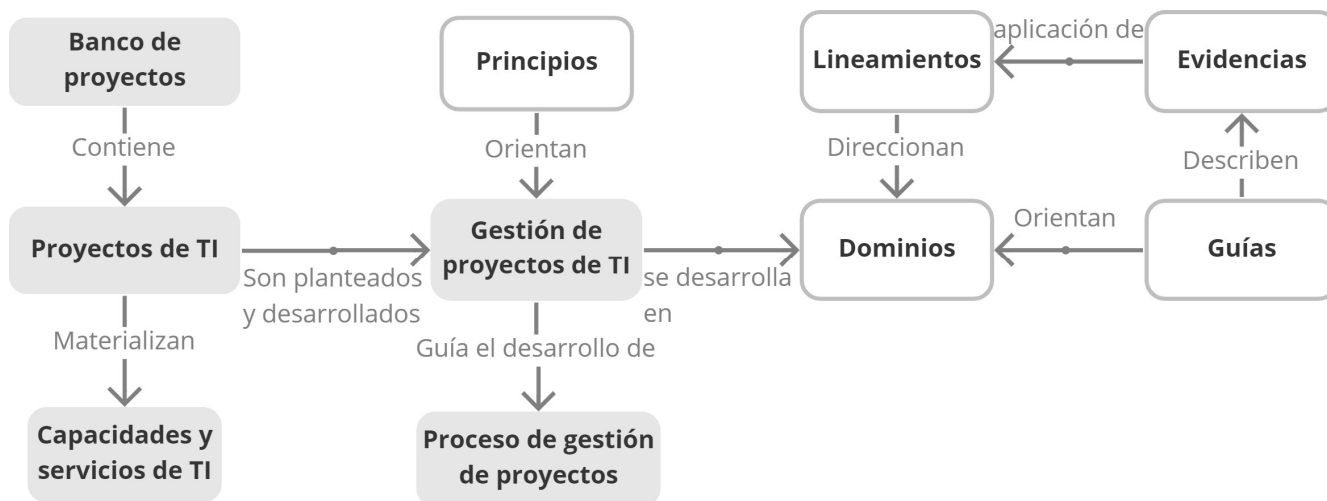 Banco de
proyectos
Principios
Lineamientos
aplicación de
Evidencias
Contiene
Orientan
Direccionan
Describen
Proyectos de TI
Son planteados
y desarrollados
Gestión de
proyectos de TI
se desarrolla
en
Dominios
Orientan
Guías
Materializan
Guía el desarrollo de
Capacidades y
servicios de TI
Proceso de gestión
de proyectos